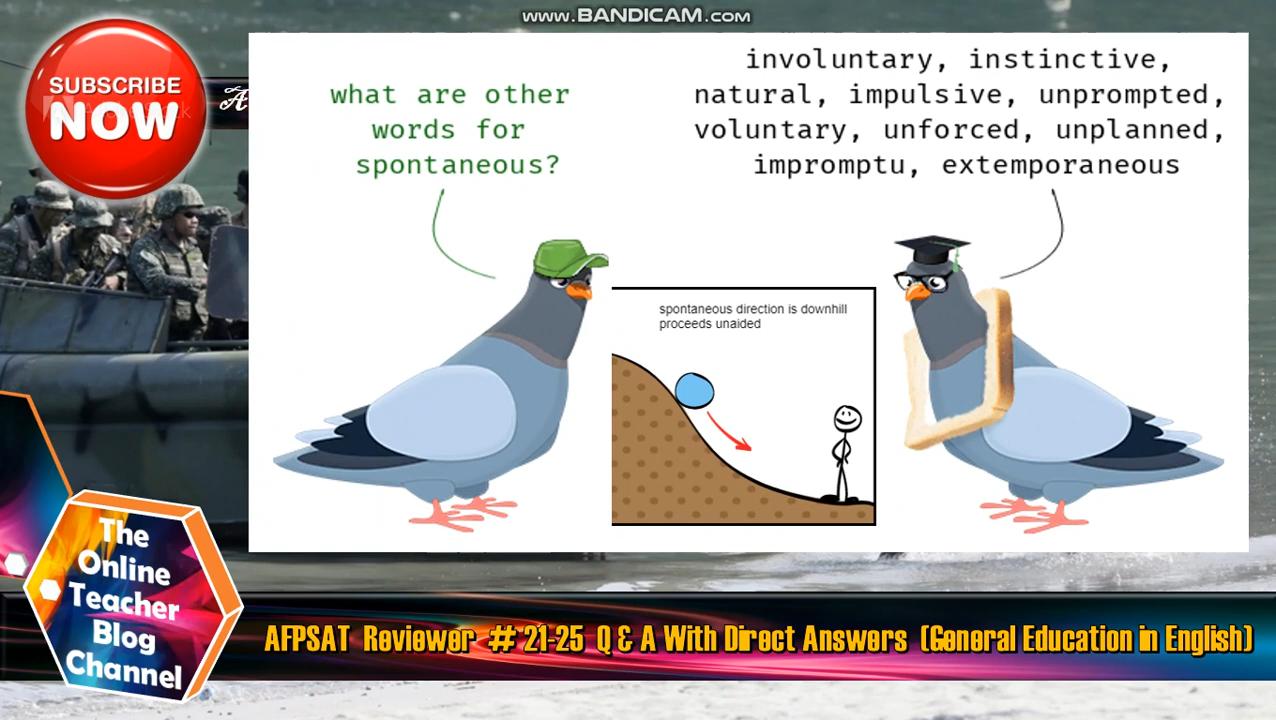 www.BANDICAM.com
SUBSCRIBE
NOW
what are other
words for
spontaneous?
involuntary, instinctive,
natural, impulsive, unprompted,
voluntary, unforced, unplanned,
impromptu, extemporaneous
spontaneous direction is downhill
proceeds unaided
The
Online
Teacher
Blog
Channel
AFPSAT Reviewer # 21-25 Q & A With Direct Answers (General Education in English)